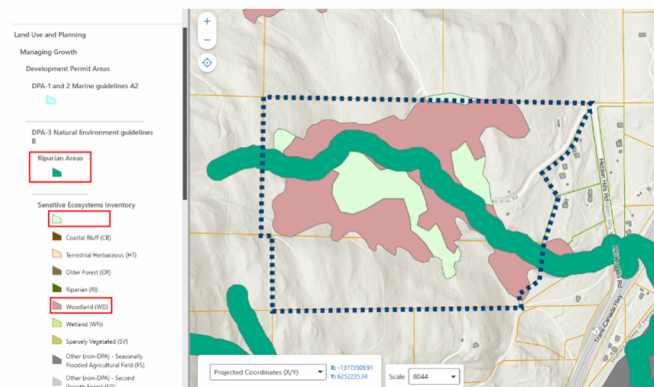 Land Use and Planning
Managing Growth
Development Permit Areas
DPA-1 and 2 Marine guidelines A2
DPA-3 Natural Environment guidelines
B
Riparian Areas
Sensitive Ecosystems Inventory
Coastal Bluff (CB)
Terrestrial Herbaceous (HT)
Older Forest (OF)
Riparian (RI)
Woodland (WD)
Wetland (WN)
Sparsely Vegetated (SV)
Other (non-DPA) - Seasonally
Flooded Agricultural Field (FS)
Other (non-DPA) - Second
Growth Forest (SG)
+
−
Trans-Canada Hwy
Projected Coordinates (X/Y)
X: -13773509.91
Y: 6252235.34
Scale
8044